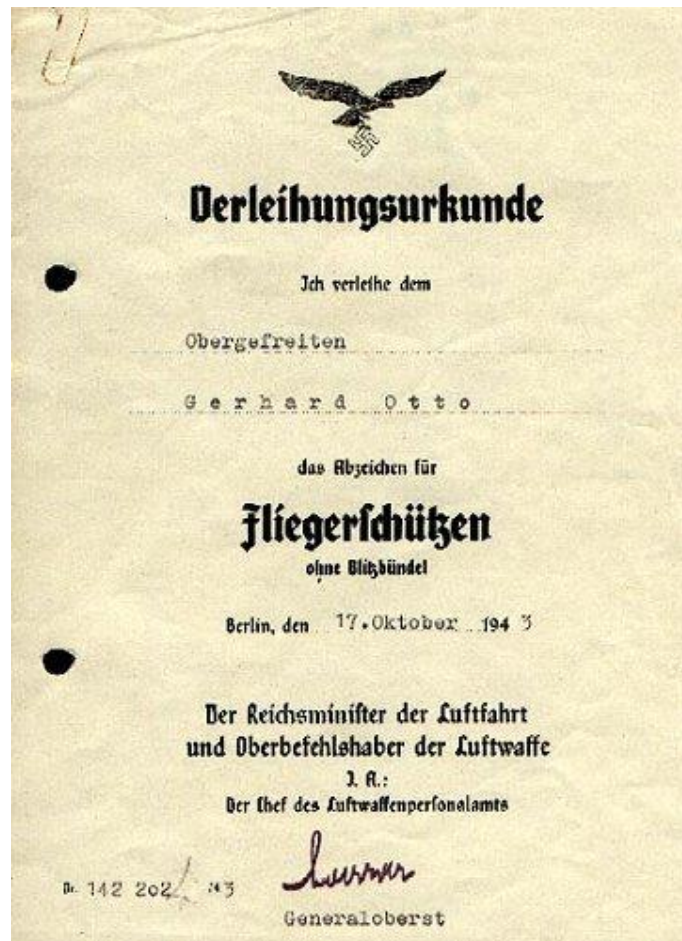 Verleihungsurkunde
Ich verleihe dem
Obergefreiten
Gerhard Otto
das Abzeichen für
Fliegerschützen
ohne Blitzbündel
Berlin, den 17.Oktober 1943
Der Reichsminister der Luftfahrt
und Oberbefehlshaber der Luftwaffe
J. A.:
Der Chef des Luftwaffenpersonalamts
Nr. 142 202 /43
Generaloberst